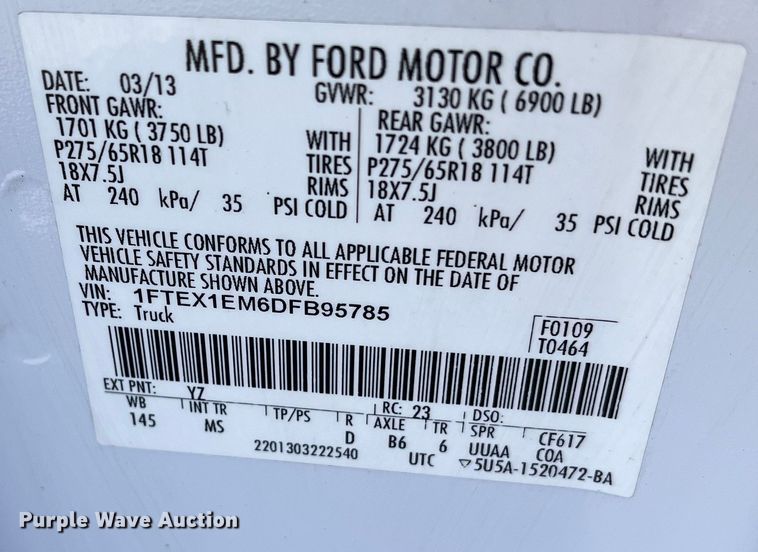 MFD. BY FORD MOTOR CO.
DATE: 03/13 GVWR: 3130 KG ( 6900 LB)
FRONT GAWR: REAR GAWR:
1701 KG ( 3750 LB) WITH 1724 KG ( 3800 LB) WITH
P275/65R18 114T TIRES P275/65R18 114T TIRES
18X7.5J RIMS 18X7.5J RIMS
AT 240 kPa/ 35 PSI COLD AT 240 kPa/ 35 PSI COLD
THIS VEHICLE CONFORMS TO ALL APPLICABLE FEDERAL MOTOR
VEHICLE SAFETY STANDARDS IN EFFECT ON THE DATE OF
MANUFACTURE SHOWN ABOVE.
VIN: 1FTEX1EM6DFB95785 F0109
TYPE: Truck T0464
EXT PNT: YZ RC: 23 DSO:
WB INT TR TP/PS R AXLE TR SPR CF617
145 MS D B6 6 UUAA COA
2201303222540 UTC ▽5U5A-1520472-BA
Purple Wave Auction